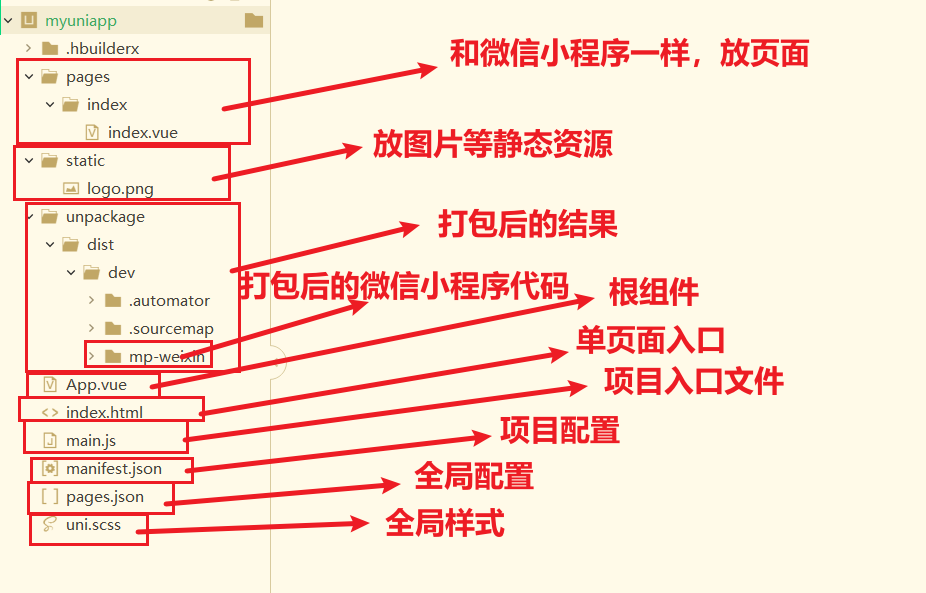 myuniapp
.hbuilderx
和微信小程序一样，放页面
pages
index
index.vue
放图片等静态资源
static
logo.png
unpackage
打包后的结果
dist
dev
打包后的微信小程序代码
.automator
根组件
.sourcemap
单页面入口
mp-weixin
App.vue
项目入口文件
index.html
main.js
项目配置
manifest.json
全局配置
pages.json
uni.scss
全局样式